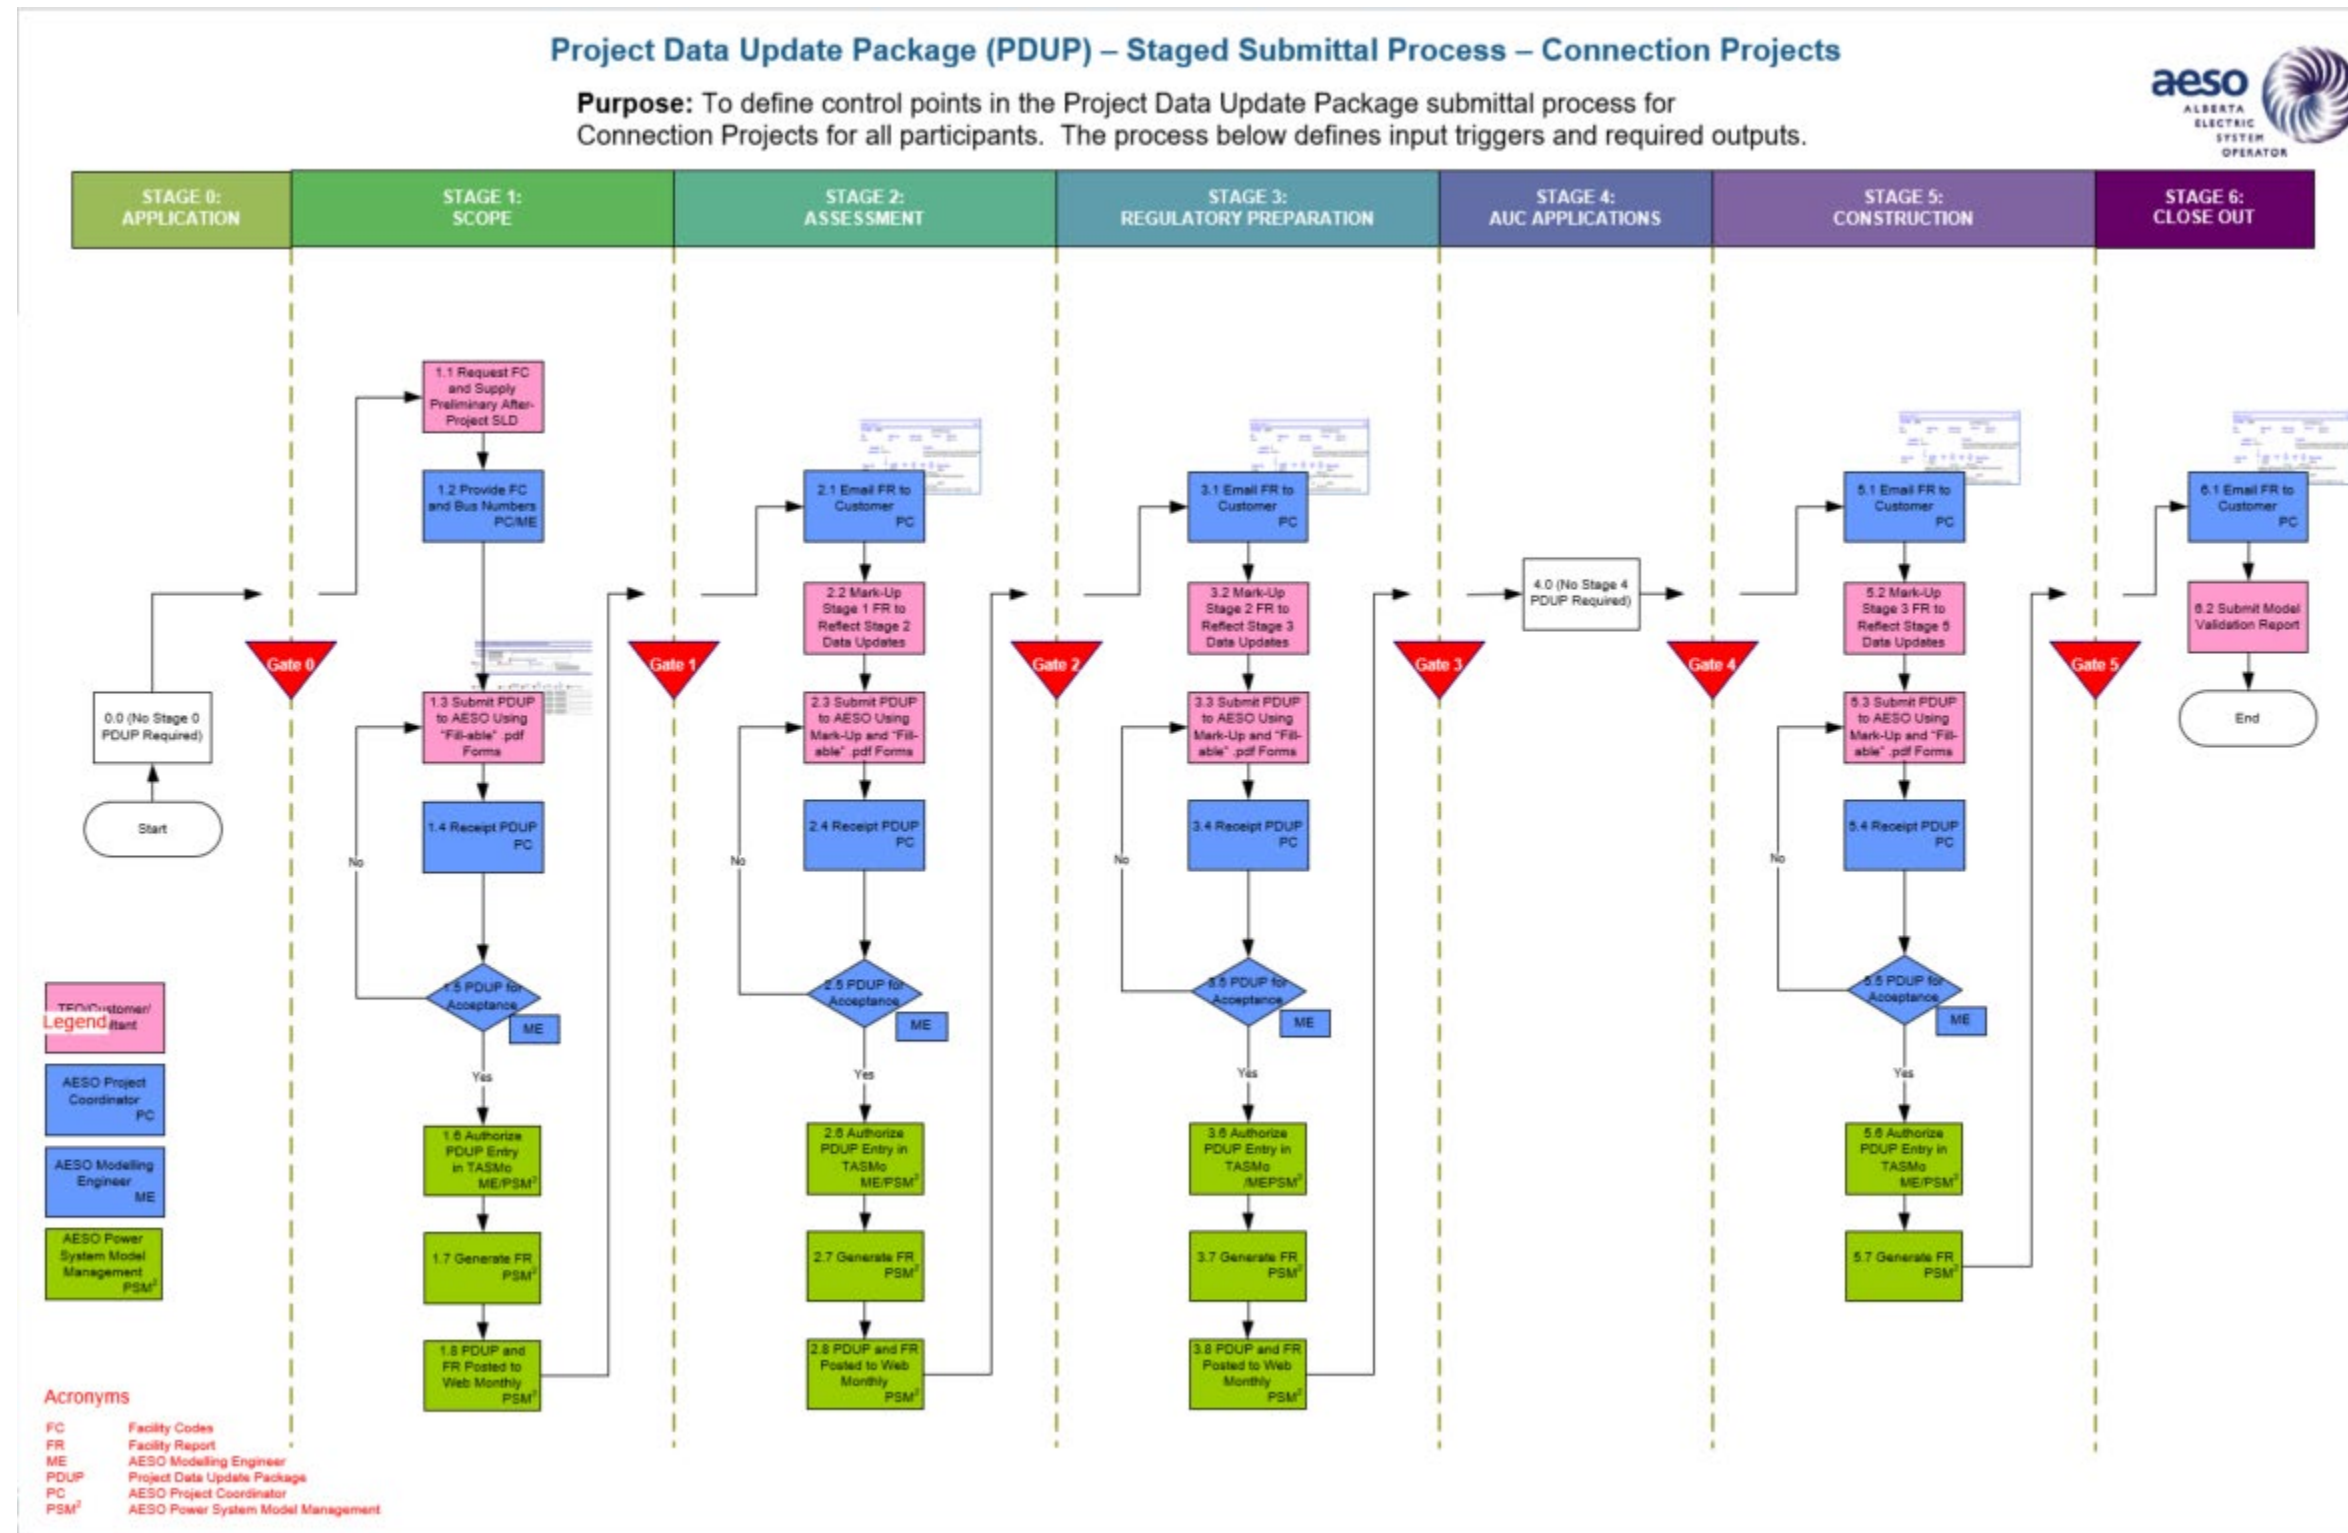 Project Data Update Package (PDUP) – Staged Submittal Process – Connection Projects
Purpose: To define control points in the Project Data Update Package submittal process for
Connection Projects for all participants. The process below defines input triggers and required outputs.
aeso
ALBERTA
ELECTRIC
SYSTEM
OPERATOR
STAGE 0:
APPLICATION
STAGE 1:
SCOPE
STAGE 2:
ASSESSMENT
STAGE 3:
REGULATORY PREPARATION
STAGE 4:
AUC APPLICATIONS
STAGE 5:
CONSTRUCTION
STAGE 6:
CLOSE OUT
0.0 (No Stage 0
PDUP Required)
Start
Gate 0
1.1 Request FC
and Supply
Preliminary After-
Project SLD
1.2 Provide FC
and Bus Numbers
PC/ME
1.3 Submit PDUP
to AESO Using
"Fill-able" .pdf
Forms
1.4 Receipt PDUP
PC
No
1.5 PDUP for
Acceptance
ME
Yes
1.6 Authorize
PDUP Entry
in TASMo
ME/PSM²
1.7 Generate FR
PSM²
1.8 PDUP and
FR Posted to
Web Monthly
PSM²
Gate 1
2.1 Email FR to
Customer
PC
2.2 Mark-Up
Stage 1 FR to
Reflect Stage 2
Data Updates
2.3 Submit PDUP
to AESO Using
Mark-Up and "Fill-
able" .pdf Forms
2.4 Receipt PDUP
PC
No
2.5 PDUP for
Acceptance
ME
Yes
2.6 Authorize
PDUP Entry in
TASMo
ME/PSM²
2.7 Generate FR
PSM²
2.8 PDUP and FR
Posted to Web
Monthly
PSM²
Gate 2
3.1 Email FR to
Customer
PC
3.2 Mark-Up
Stage 2 FR to
Reflect Stage 3
Data Updates
3.3 Submit PDUP
to AESO Using
Mark-Up and "Fill-
able" .pdf Forms
3.4 Receipt PDUP
PC
No
3.5 PDUP for
Acceptance
ME
Yes
3.6 Authorize
PDUP Entry in
TASMo
/MEPSM²
3.7 Generate FR
PSM²
3.8 PDUP and FR
Posted to Web
Monthly
PSM²
Gate 3
4.0 (No Stage 4
PDUP Required)
Gate 4
5.1 Email FR to
Customer
PC
5.2 Mark-Up
Stage 3 FR to
Reflect Stage 5
Data Updates
5.3 Submit PDUP
to AESO Using
Mark-Up and "Fill-
able" .pdf Forms
5.4 Receipt PDUP
PC
No
5.5 PDUP for
Acceptance
ME
Yes
5.6 Authorize
PDUP Entry in
TASMo
ME/PSM²
5.7 Generate FR
PSM²
Gate 5
6.1 Email FR to
Customer
PC
6.2 Submit Model
Validation Report
End
TFO/Customer/
Legend
AESO Project
Coordinator
PC
AESO Modelling
Engineer
ME
AESO Power
System Model
Management
PSM²
Acronyms
FC Facility Codes
FR Facility Report
ME AESO Modelling Engineer
PDUP Project Data Update Package
PC AESO Project Coordinator
PSM² AESO Power System Model Management